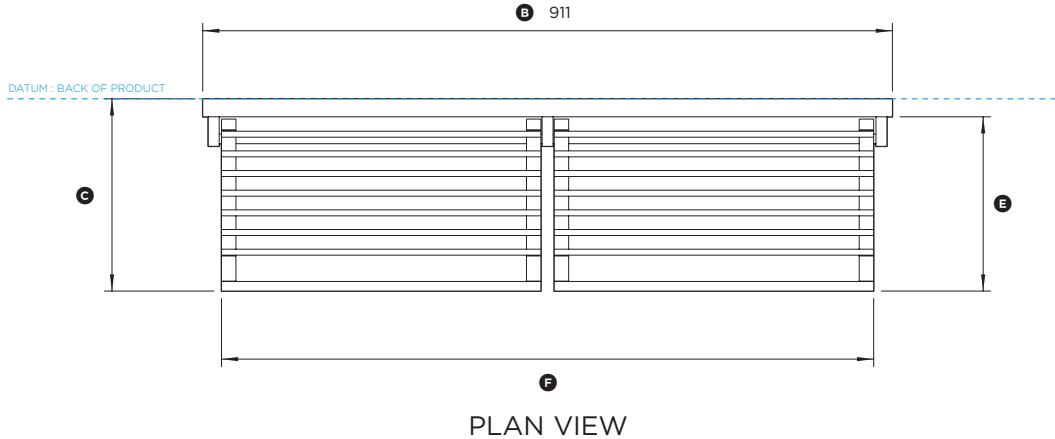 B 911
DATUM : BACK OF PRODUCT
C
E
F
PLAN VIEW